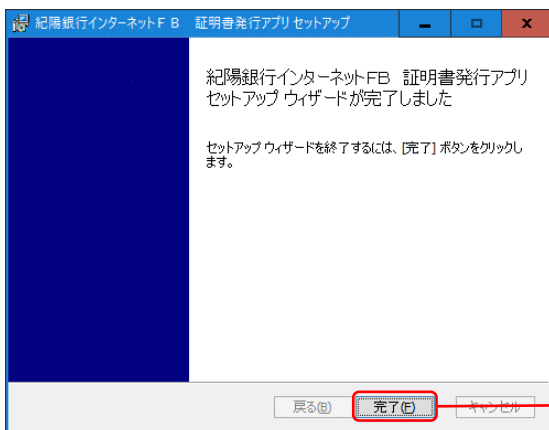 紀陽銀行インターネットFB 証明書発行アプリ セットアップ
紀陽銀行インターネットFB 証明書発行アプリ
セットアップ ウィザードが完了しました
セットアップ ウィザードを終了するには、[完了] ボタンをクリックし
ます。
戻る(B) 完了(F) キャンセル